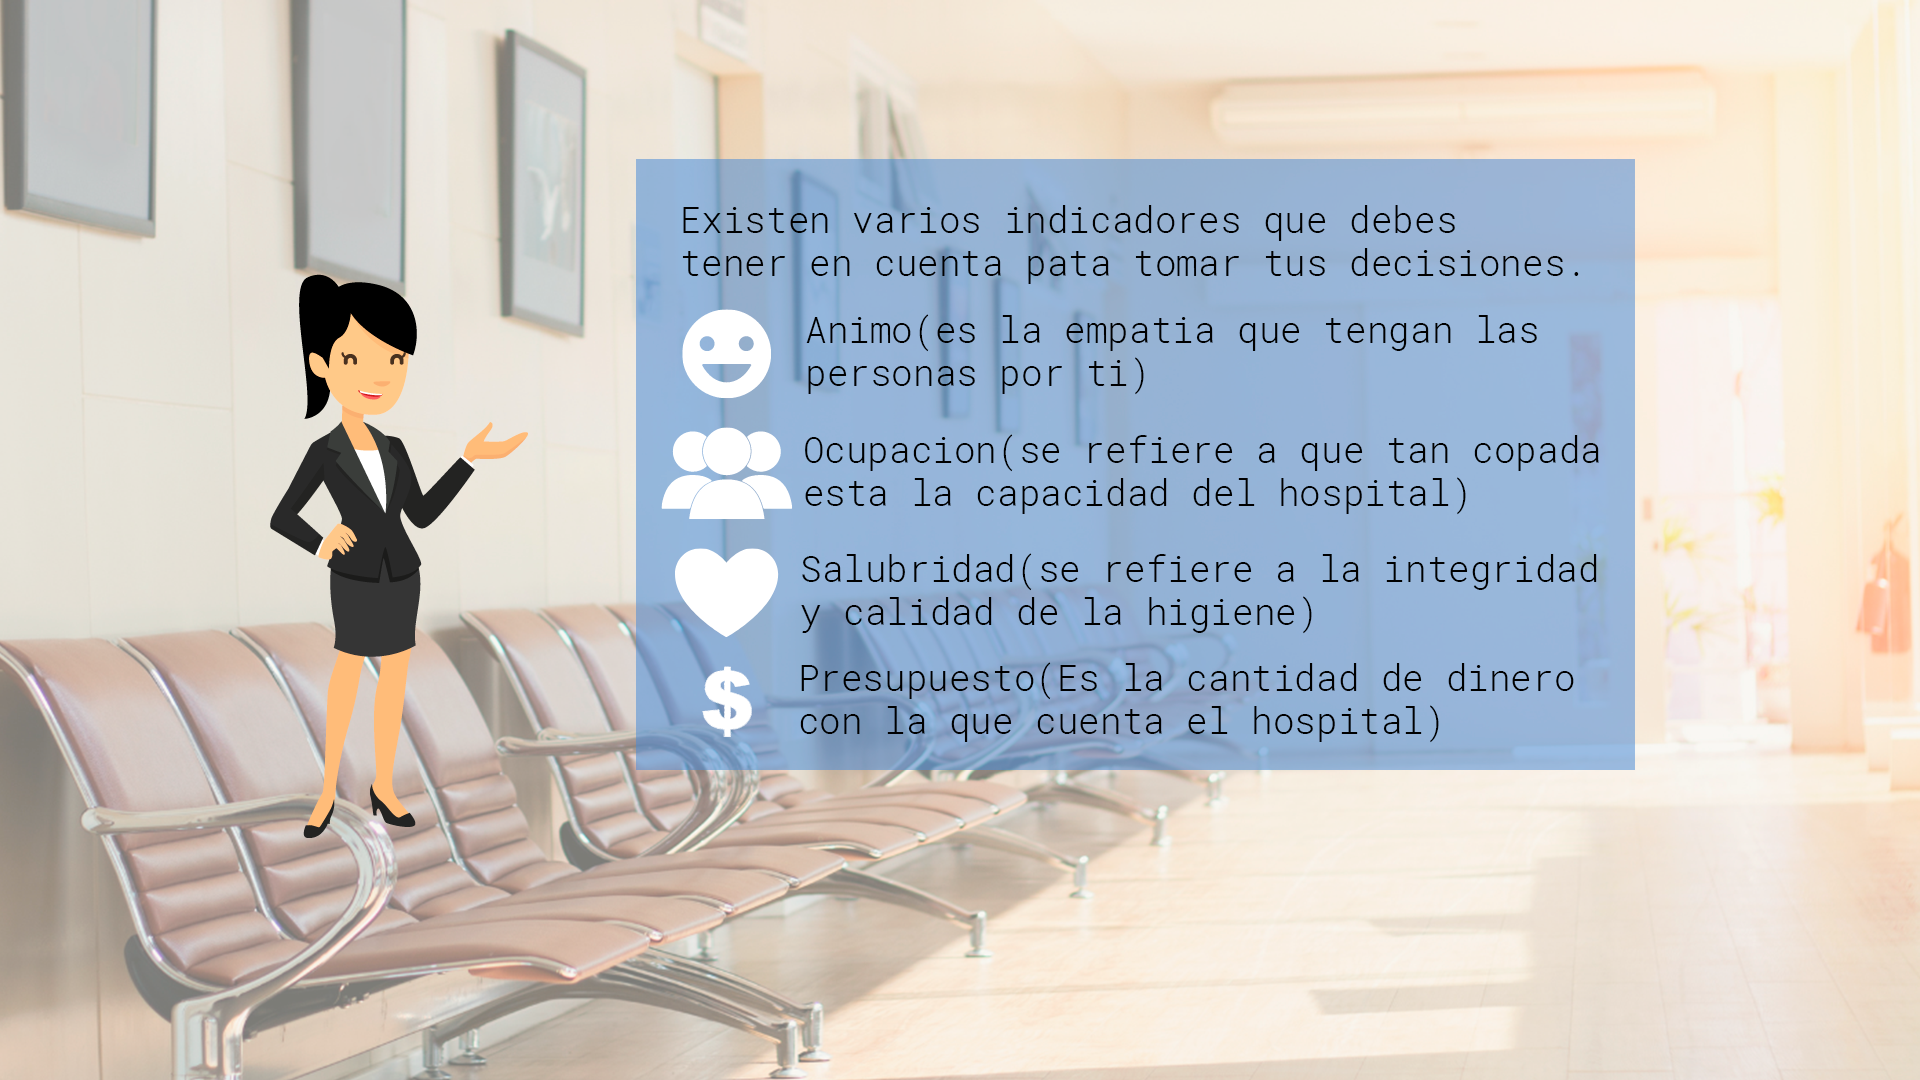 Existen varios indicadores que debes
tener en cuenta pata tomar tus decisiones.
Animo(es la empatia que tengan las
personas por ti)
Ocupacion(se refiere a que tan copada
esta la capacidad del hospital)
Salubridad(se refiere a la integridad
y calidad de la higiene)
$ Presupuesto(Es la cantidad de dinero
con la que cuenta el hospital)